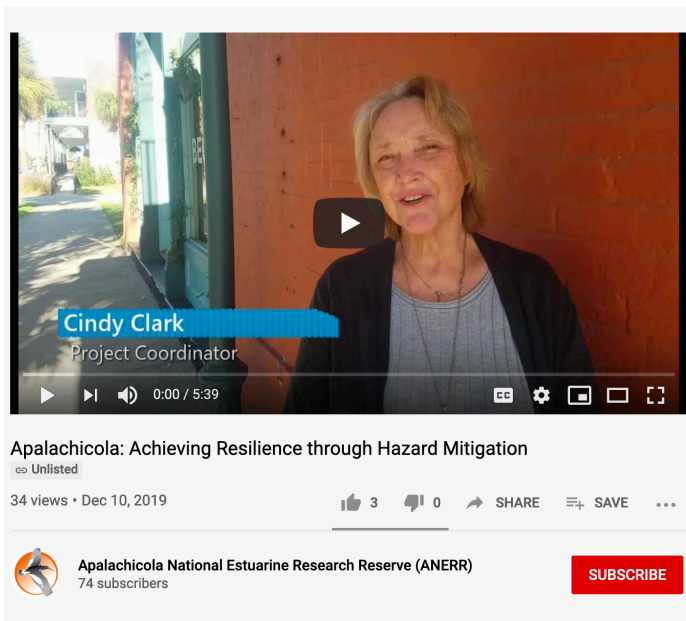 BE
Cindy Clark
Project Coordinator
0:00 / 5:39
CC
Apalachicola: Achieving Resilience through Hazard Mitigation
Unlisted
34 views • Dec 10, 2019
3
0
SHARE
SAVE
Apalachicola National Estuarine Research Reserve (ANERR)
74 subscribers
SUBSCRIBE